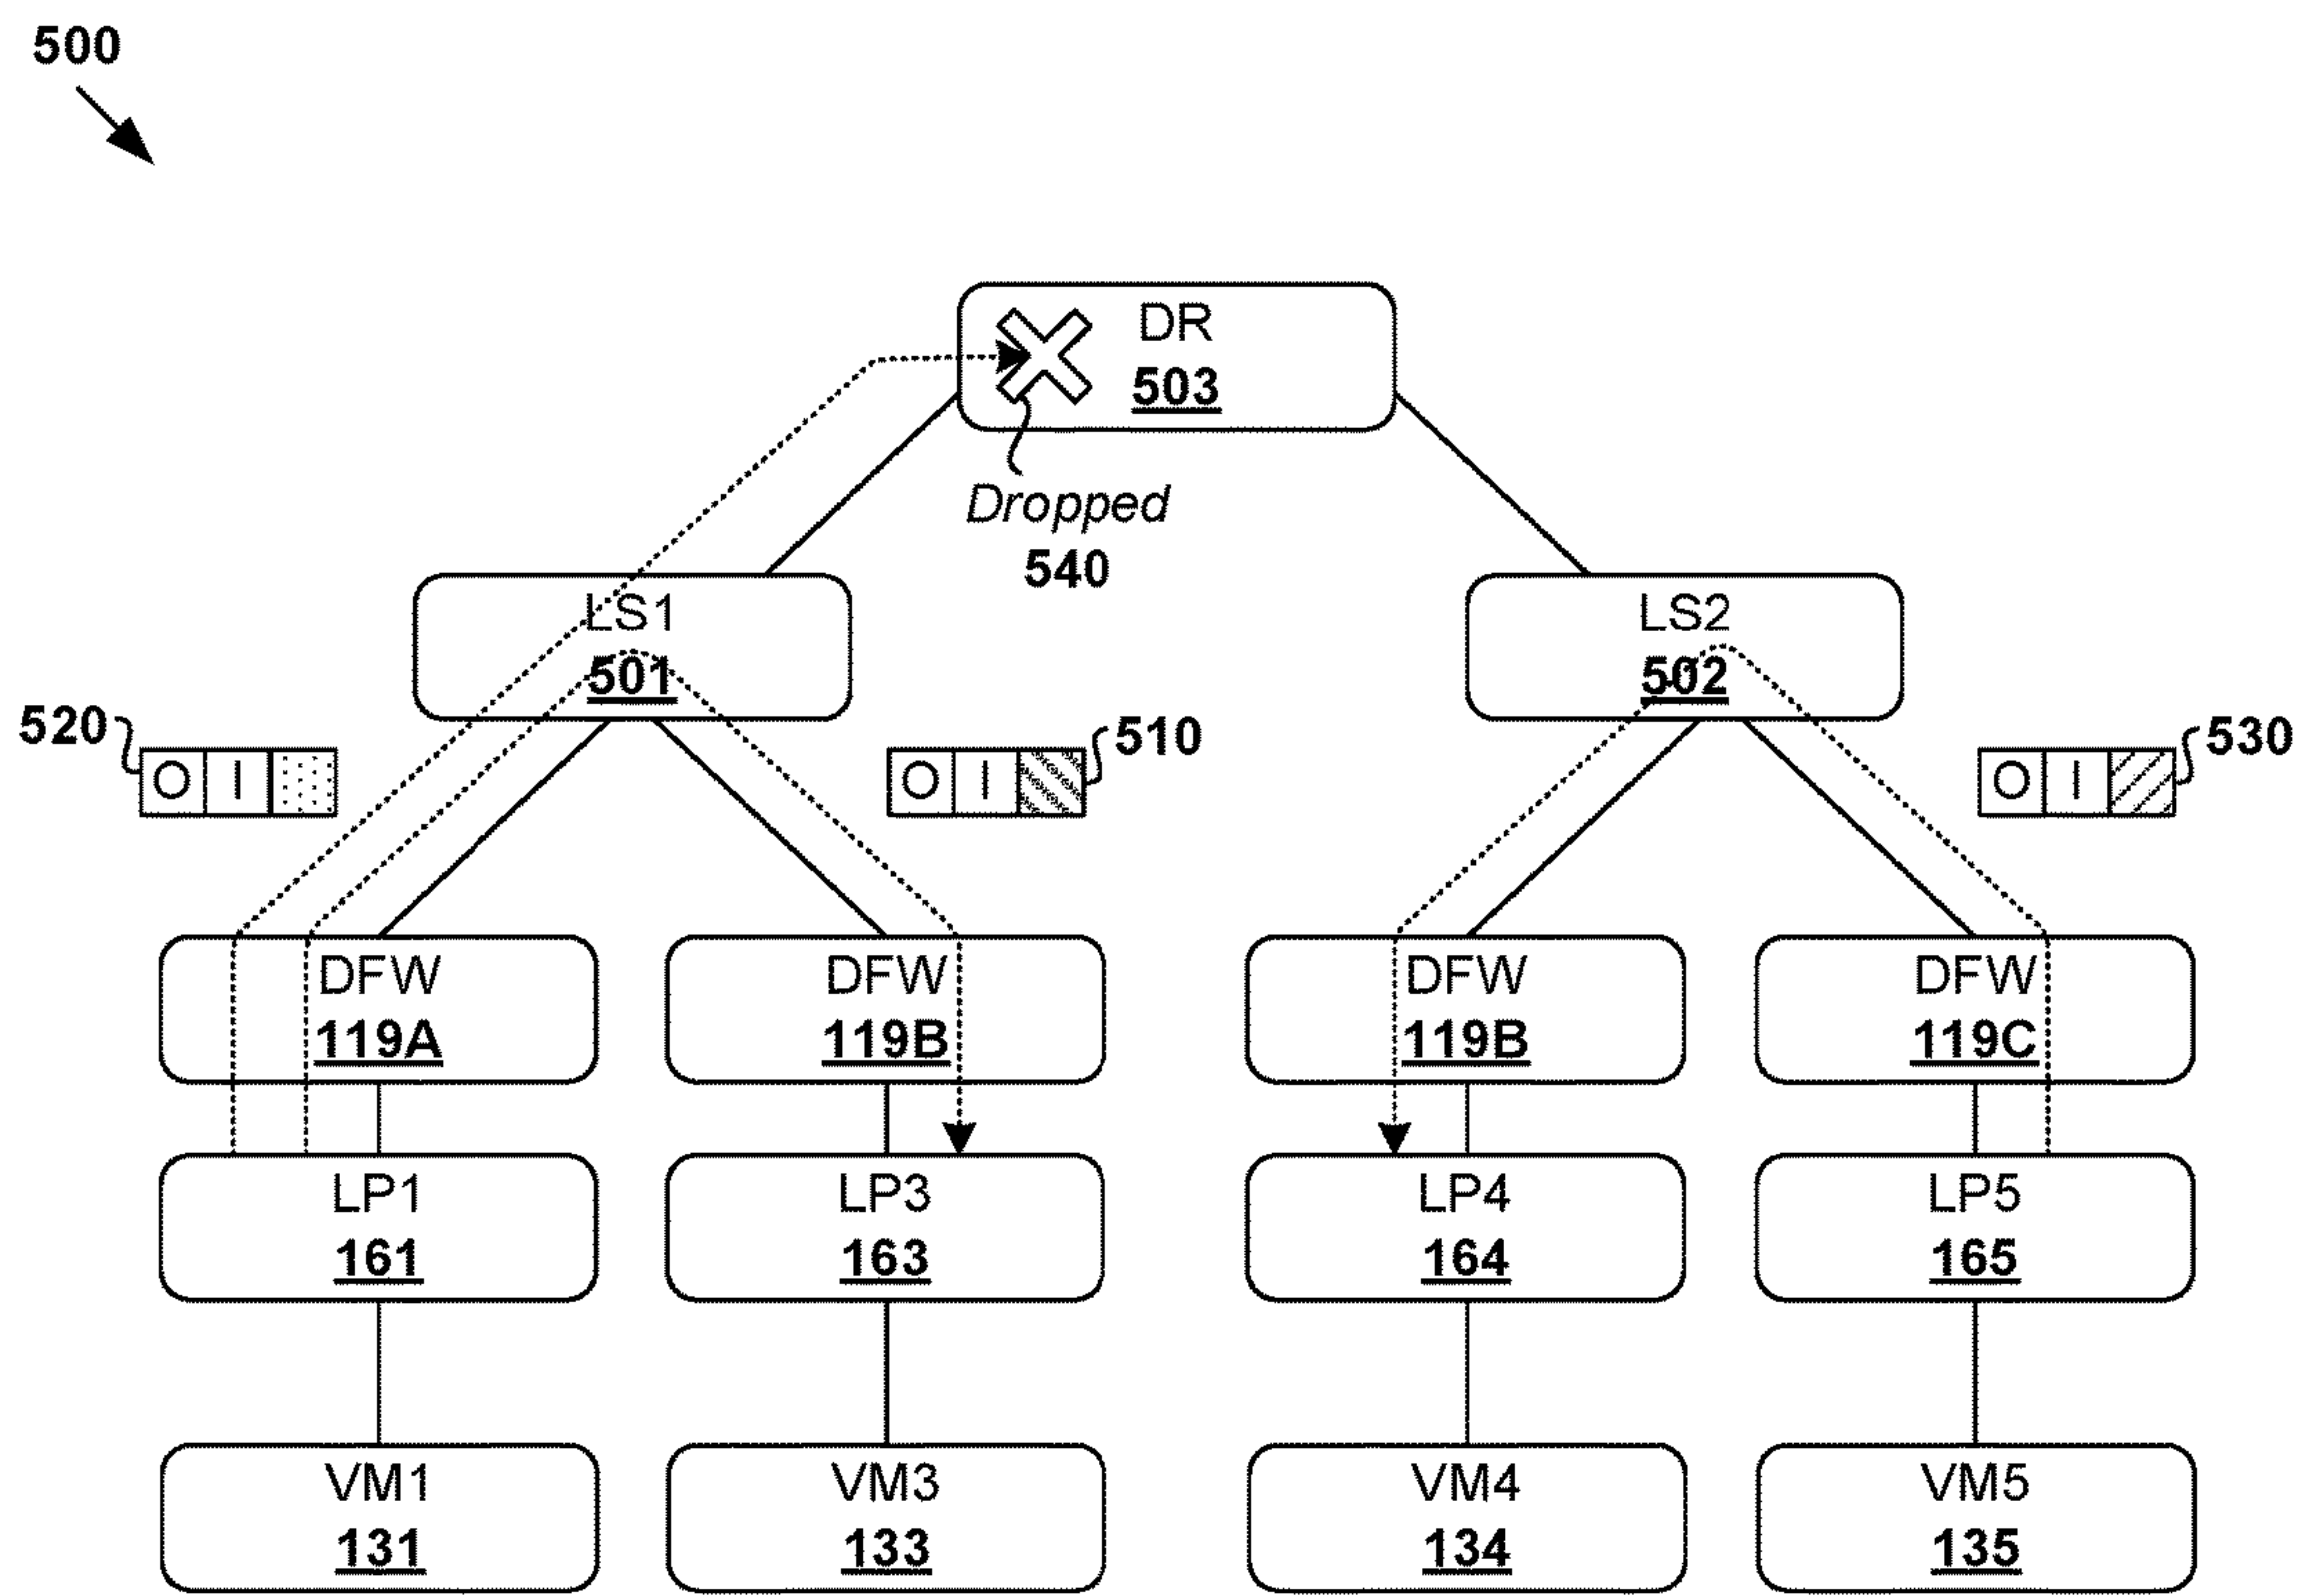 500
DR
503
Dropped
540
LS1
501
LS2
502
520
O I
510
O I
530
O I
DFW
119A
DFW
119B
DFW
119B
DFW
119C
LP1
161
LP3
163
LP4
164
LP5
165
VM1
131
VM3
133
VM4
134
VM5
135